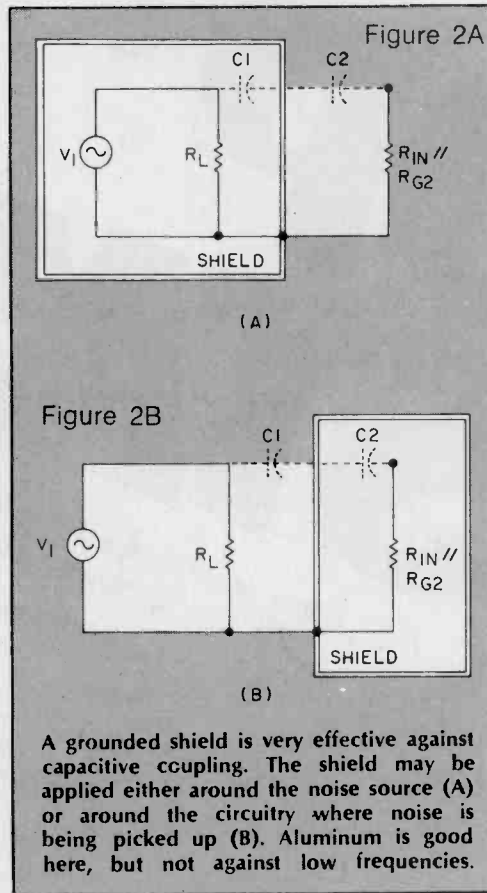 Figure 2A
C1 C2
V1 RL RIN//
RG2
SHIELD
(A)
Figure 2B
C1 C2
V1 RL RIN//
RG2
SHIELD
(B)
A grounded shield is very effective against
capacitive coupling. The shield may be
applied either around the noise source (A)
or around the circuitry where noise is
being picked up (B). Aluminum is good
here, but not against low frequencies.